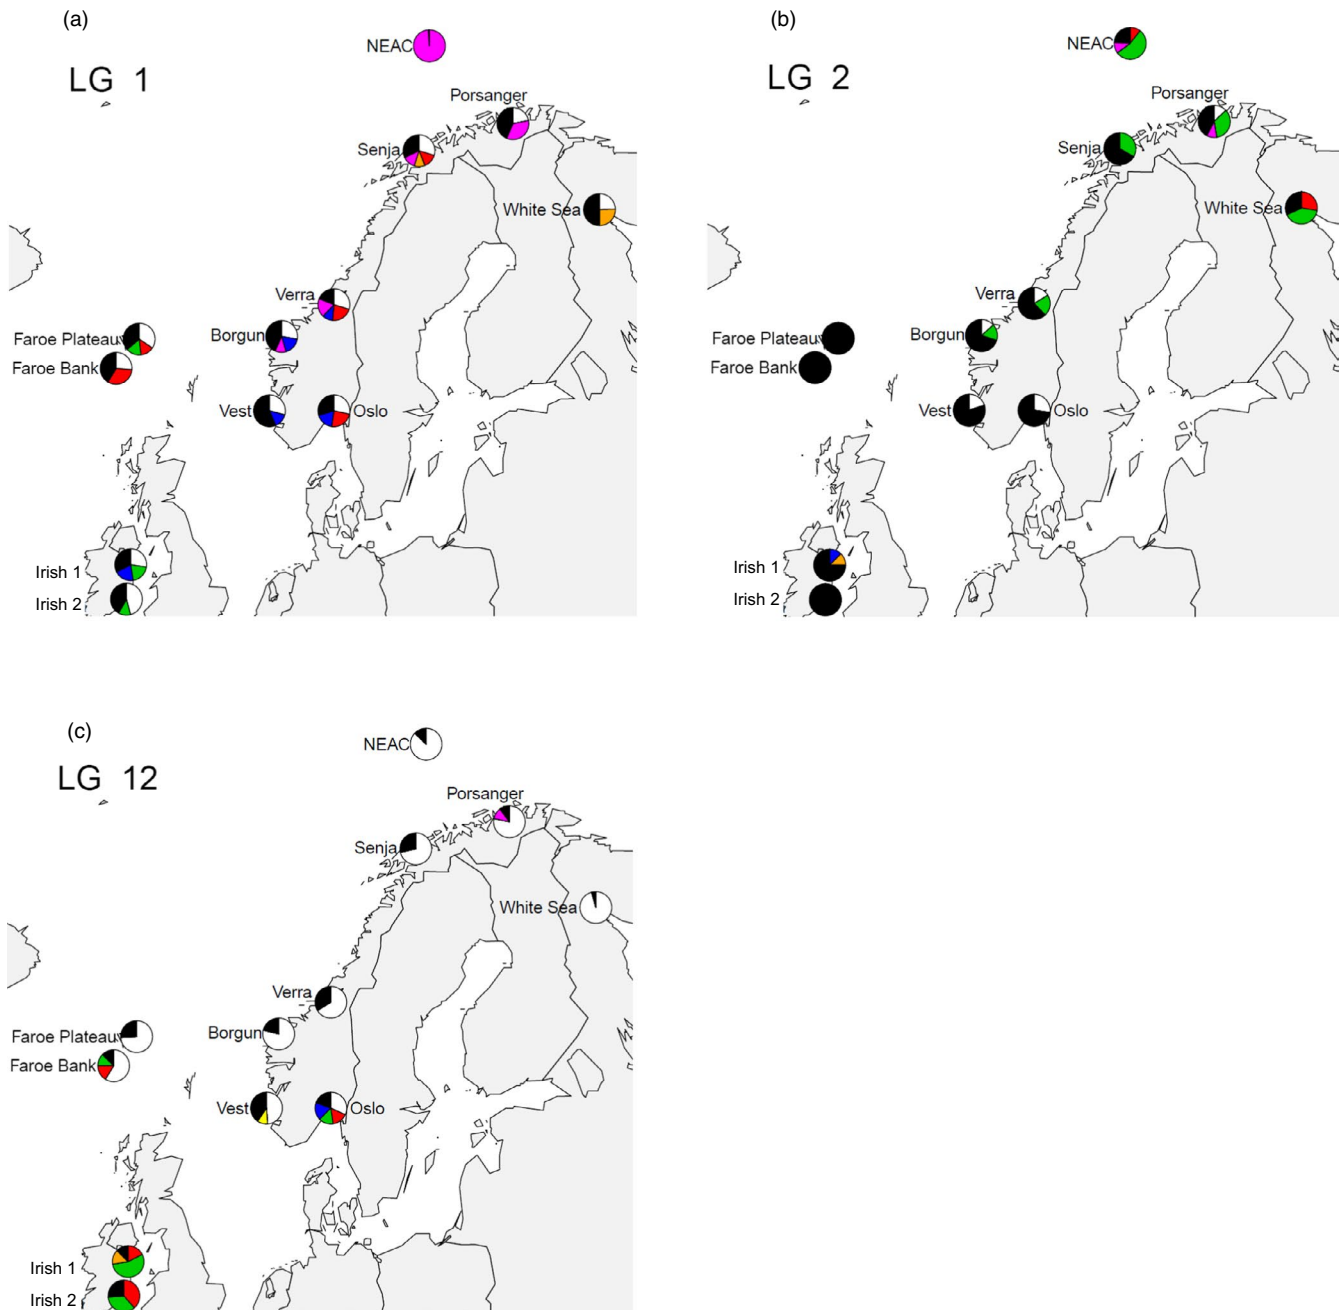 (a)
NEAC
LG 1
Porsanger
Senja
White Sea
Verra
Borgun
Faroe Plateau
Faroe Bank
Vest
Oslo
Irish 1
Irish 2
(b)
NEAC
LG 2
Porsanger
Senja
White Sea
Verra
Borgun
Faroe Plateau
Faroe Bank
Vest
Oslo
Irish 1
Irish 2
(c)
NEAC
LG 12
Porsanger
Senja
White Sea
Verra
Borgun
Faroe Plateau
Faroe Bank
Vest
Oslo
Irish 1
Irish 2